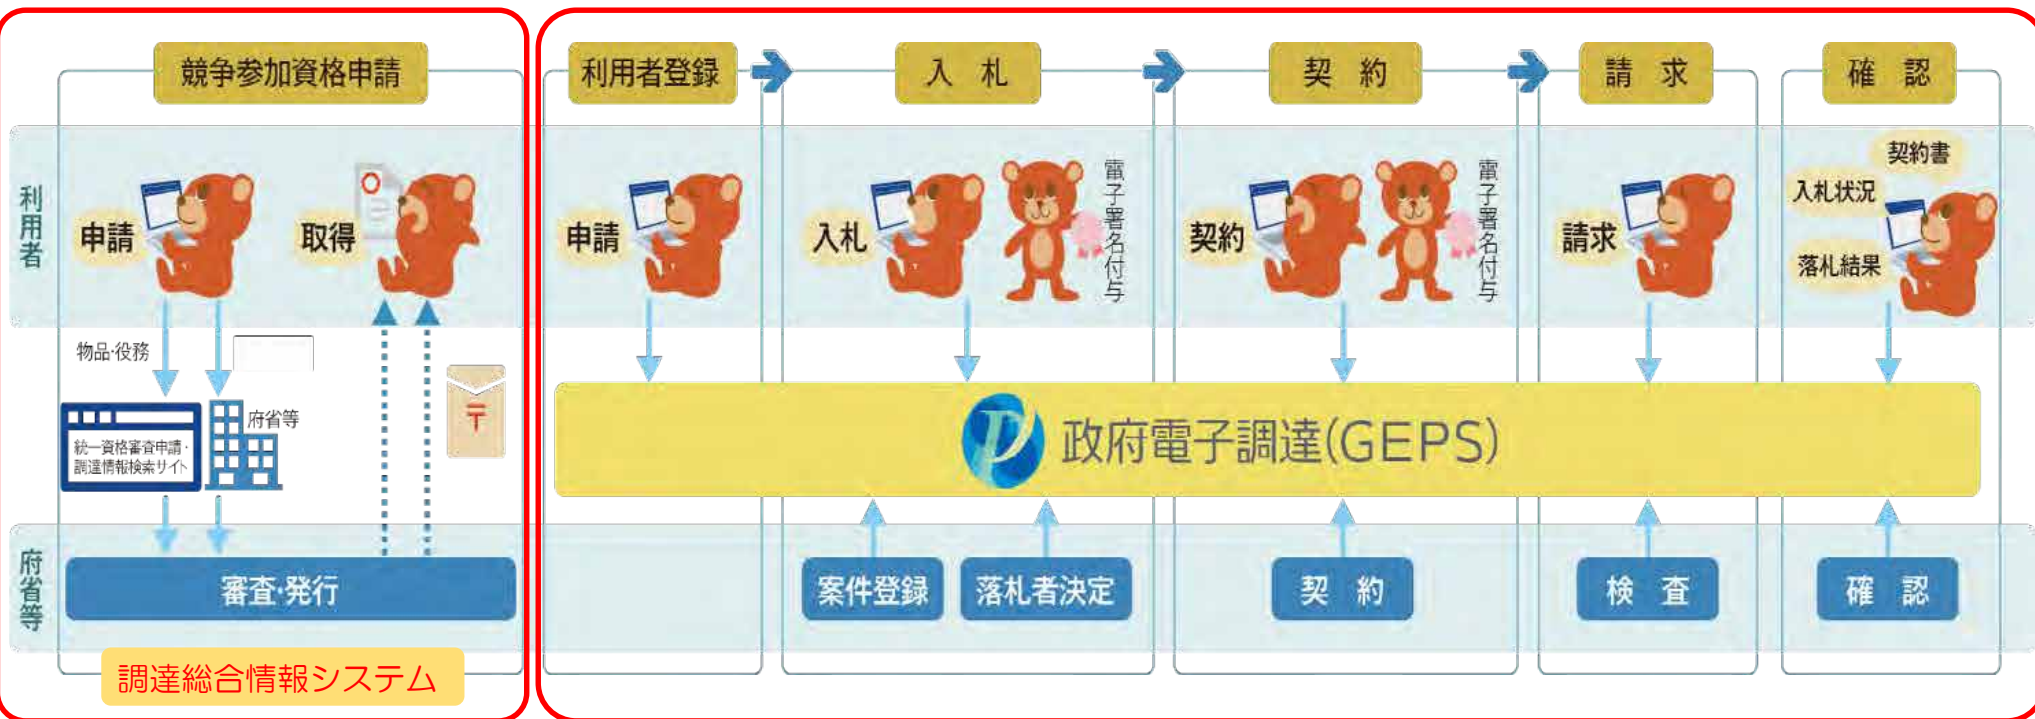 競争参加資格申請
利用者登録
入 札
契 約
請 求
確 認
利用者
申請
取得
申請
入札
電子署名付与
契約
電子署名付与
請求
契約書
入札状況
落札結果
物品・役務
統一資格審査申請・
調達情報検索サイト
府省等
〒
政府電子調達(GEPS)
府省等
審査・発行
案件登録
落札者決定
契 約
検 査
確 認
調達総合情報システム